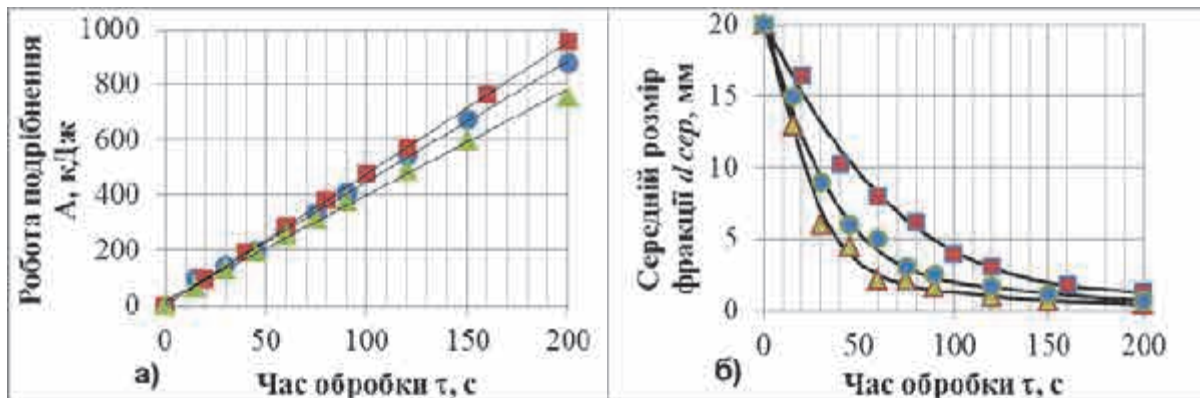 Робота подрібнення
А, кДж
1000
800
600
400
200
0
0 50 100 150 200
а)
Час обробки τ, с
Середній розмір
фракції d сер, мм
20
15
10
5
0
0 50 100 150 200
б)
Час обробки τ, с